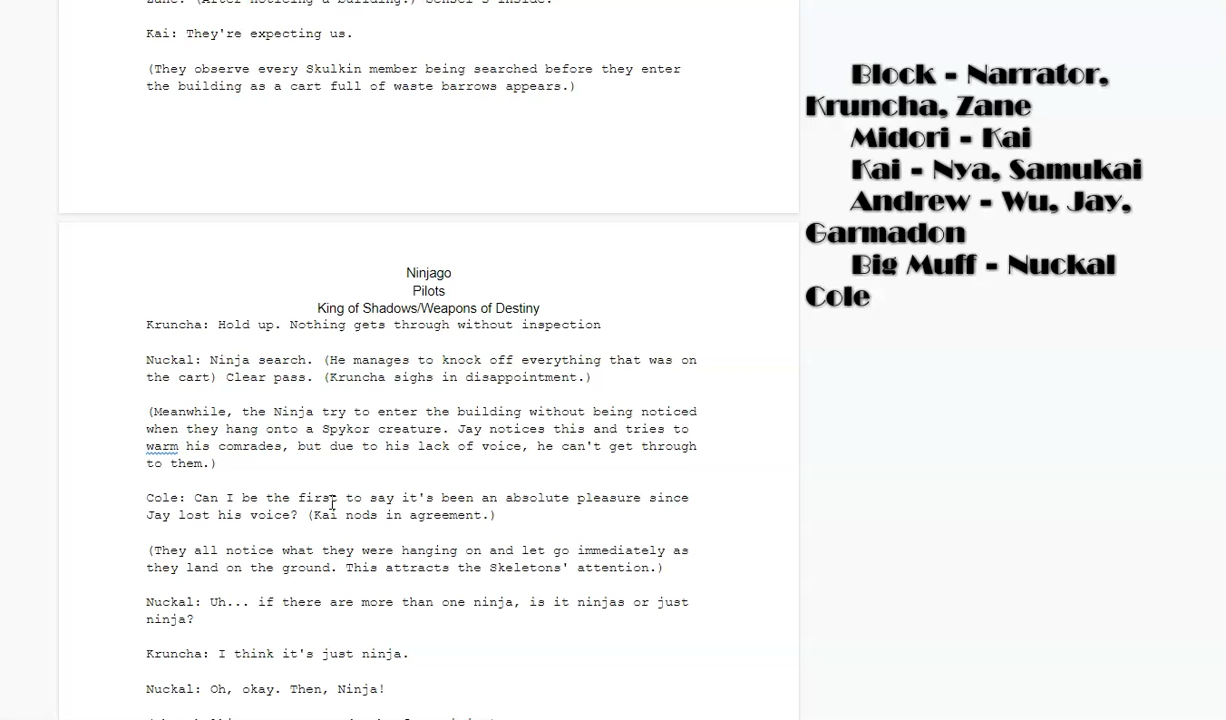 Zane: (After noticing a building.) Sensei's inside.
Kai: They're expecting us.
(They observe every Skulkin member being searched before they enter
the building as a cart full of waste barrows appears.)
Ninjago
Pilots
King of Shadows/Weapons of Destiny
Kruncha: Hold up. Nothing gets through without inspection
Nuckal: Ninja search. (He manages to knock off everything that was on
the cart) Clear pass. (Kruncha sighs in disappointment.)
(Meanwhile, the Ninja try to enter the building without being noticed
when they hang onto a Spykor creature. Jay notices this and tries to
warm his comrades, but due to his lack of voice, he can't get through
to them.)
Cole: Can I be the first to say it's been an absolute pleasure since
Jay lost his voice? (Kai nods in agreement.)
(They all notice what they were hanging on and let go immediately as
they land on the ground. This attracts the Skeletons' attention.)
Nuckal: Uh... if there are more than one ninja, is it ninjas or just
ninja?
Kruncha: I think it's just ninja.
Nuckal: Oh, okay. Then, Ninja!
Block - Narrator,
Kruncha, Zane
Midori - Kai
Kai - Nya, Samukai
Andrew - Wu, Jay,
Garmadon
Big Muff - Nuckal
Cole